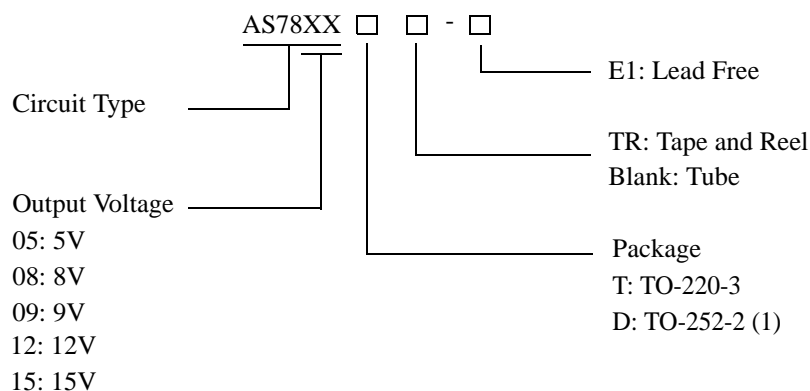 AS78XX □ □ - □
Circuit Type
Output Voltage
05: 5V
08: 8V
09: 9V
12: 12V
15: 15V
E1: Lead Free
TR: Tape and Reel
Blank: Tube
Package
T: TO-220-3
D: TO-252-2 (1)